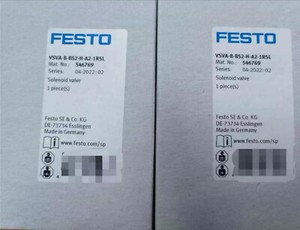 FESTO
VSVA-B-B52-H-A2-1R5L
Mat. No.: 546769
Series: 04-2022:02
Solenoid valve
1 piece(s)
Festo SE & Co. KG
DE-73734 Esslingen
Made in Germany
www.festo.com/sp
FESTO
VSVA-B-B52-H-A2-1R5L
Mat. No.: 546769
Series: 04-2022:02
Solenoid valve
1 piece(s)
Festo SE & Co. KG
DE-73734 Esslingen
Made in Germany
www.festo.com/sp